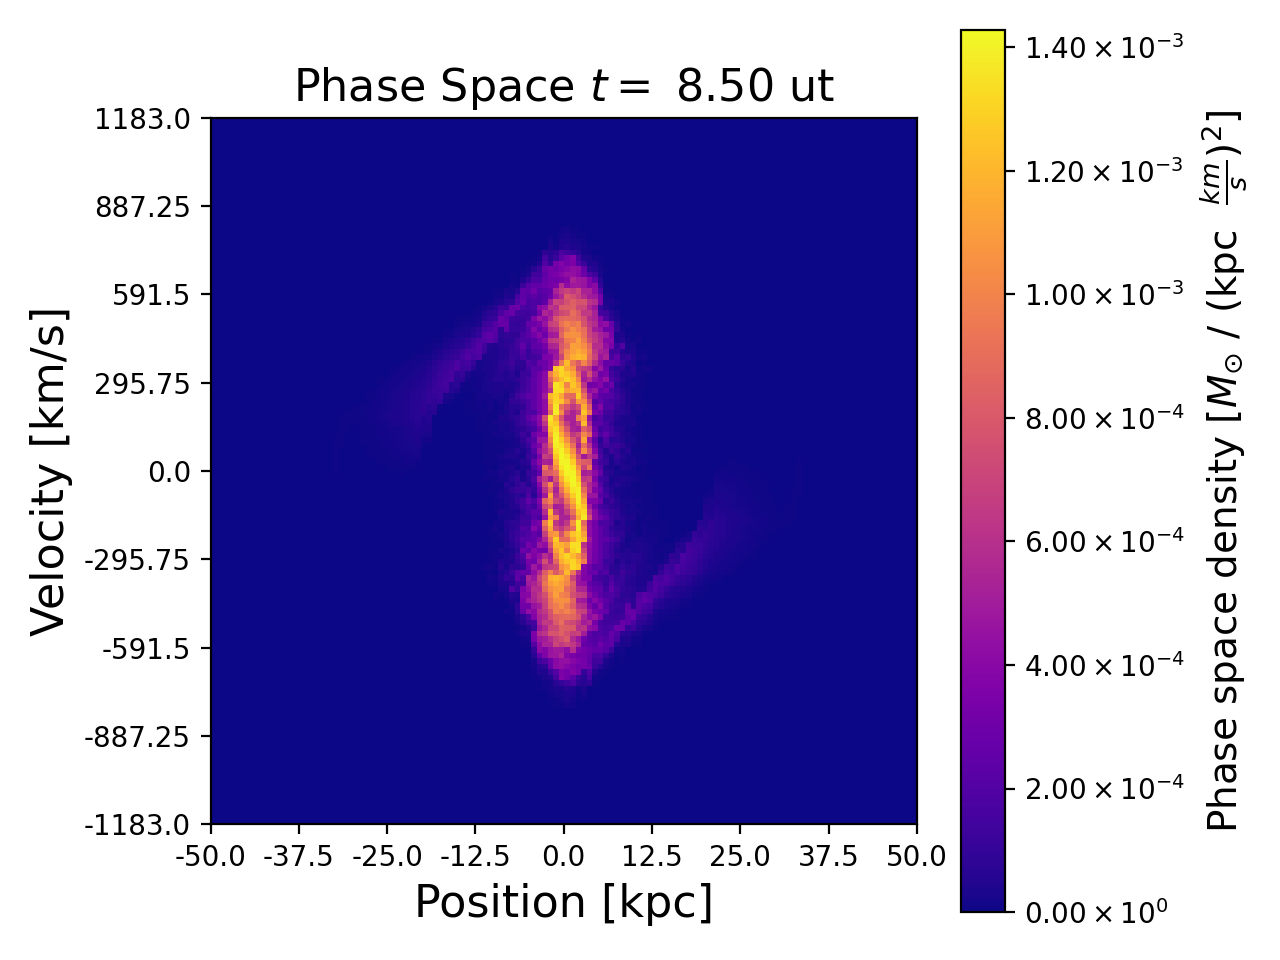 Phase Space t = 8.50 ut
Velocity [km/s]
1183.0
887.25
591.5
295.75
0.0
-295.75
-591.5
-887.25
-1183.0
-50.0 -37.5 -25.0 -12.5 0.0 12.5 25.0 37.5 50.0
Position [kpc]
1.40 × 10⁻³
1.20 × 10⁻³
1.00 × 10⁻³
8.00 × 10⁻⁴
6.00 × 10⁻⁴
4.00 × 10⁻⁴
2.00 × 10⁻⁴
0.00 × 10⁰
Phase space density [M⊙ / (kpc km/s)²]